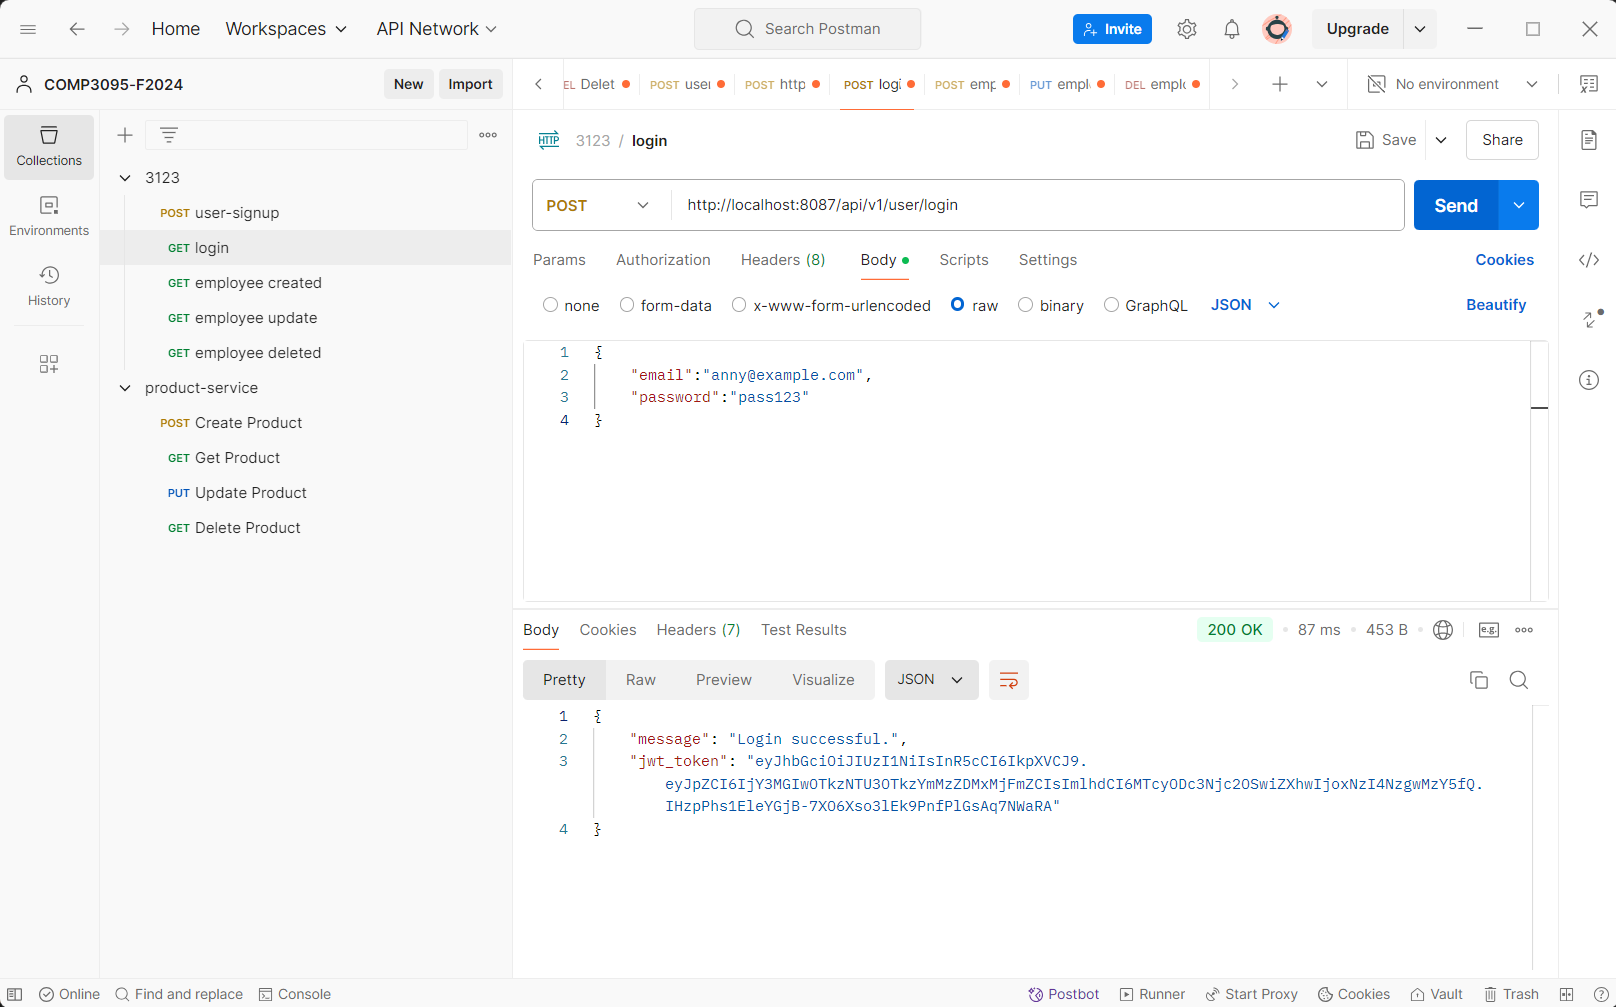 Home Workspaces API Network Search Postman Invite Upgrade
COMP3095-F2024 New Import
EL Delet POST user POST http POST logi POST emp PUT empl DEL emplo No environment
Collections
Environments
History
3123
POST user-signup
GET login
GET employee created
GET employee update
GET employee deleted
product-service
POST Create Product
GET Get Product
PUT Update Product
GET Delete Product
HTTP 3123 / login Save Share
POST http://localhost:8087/api/v1/user/login Send
Params Authorization Headers (8) Body Scripts Settings Cookies
none form-data x-www-form-urlencoded raw binary GraphQL JSON Beautify
1 {
2 "email":"anny@example.com",
3 "password":"pass123"
4 }
Body Cookies Headers (7) Test Results 200 OK 87 ms 453 B e.g.
Pretty Raw Preview Visualize JSON
1 {
2 "message": "Login successful.",
3 "jwt_token": "eyJhbGciOiJIUzI1NiIsInR5cCI6IkpXVCJ9.
eyJpZCI6IjY3MGIwOTkzNTU3OTkzYmMzZDMxMjFmZCIsImlhdCI6MTcyODc3Njc2OSwiZXhwIjoxNzI4NzgwMzY5fQ.
IHzpPhs1EleYGjB-7XO6Xso3lEk9PnfPlGsAq7NWaRA"
4 }
Online Find and replace Console Postbot Runner Start Proxy Cookies Vault Trash